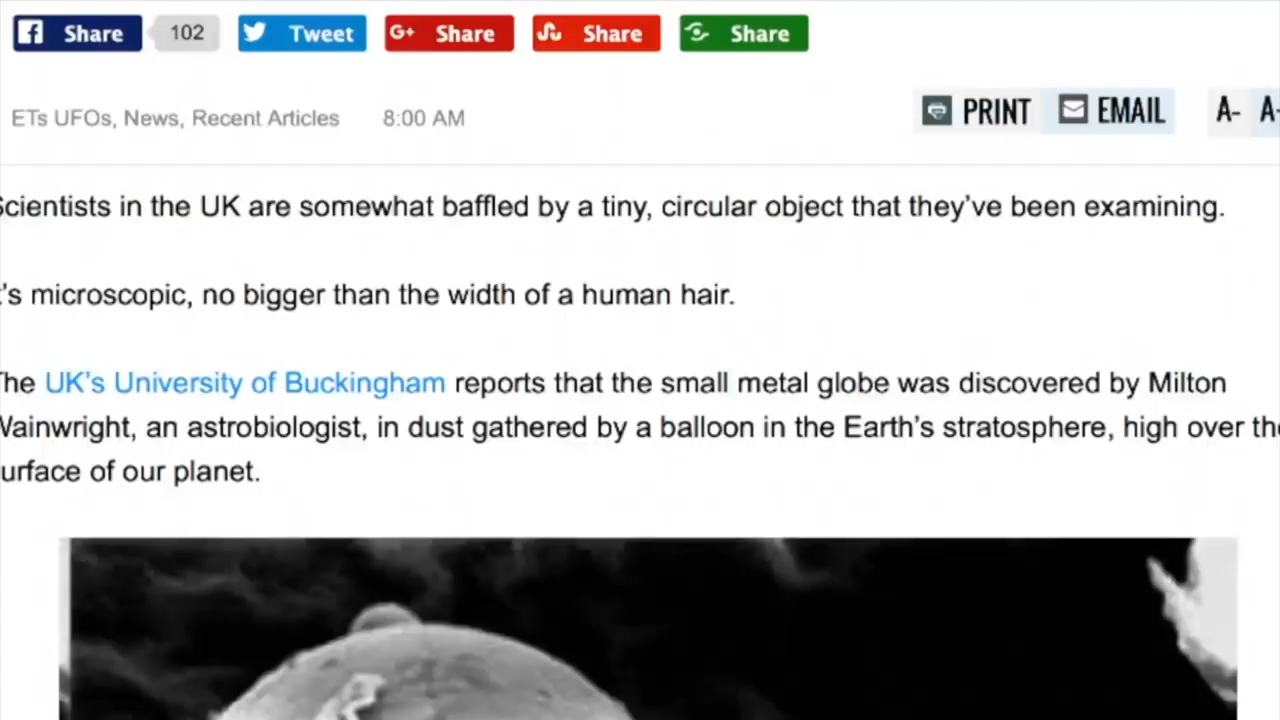 Share 102 Tweet G+ Share Share Share
ETs UFOs, News, Recent Articles 8:00 AM PRINT EMAIL A- A-
Scientists in the UK are somewhat baffled by a tiny, circular object that they've been examining.
t's microscopic, no bigger than the width of a human hair.
The UK's University of Buckingham reports that the small metal globe was discovered by Milton
Wainwright, an astrobiologist, in dust gathered by a balloon in the Earth's stratosphere, high over the
urface of our planet.